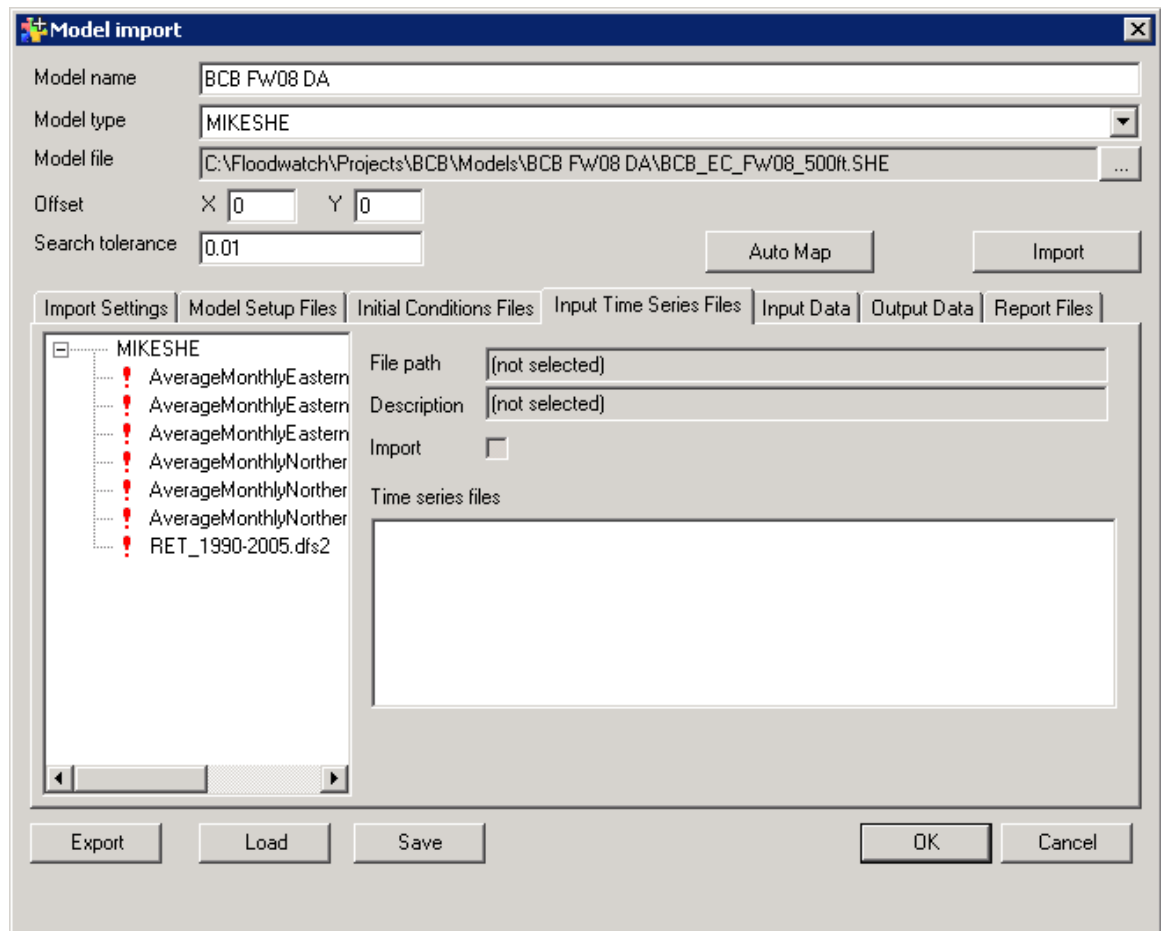 Model import
Model name BCB FW08 DA
Model type MIKESHE
Model file C:\Floodwatch\Projects\BCB\Models\BCB FW08 DA\BCB_EC_FW08_500ft.SHE ...
Offset X 0 Y 0
Search tolerance 0.01 Auto Map Import
Import Settings Model Setup Files Initial Conditions Files Input Time Series Files Input Data Output Data Report Files
MIKESHE
AverageMonthlyEastern
AverageMonthlyEastern
AverageMonthlyEastern
AverageMonthlyNorther
AverageMonthlyNorther
AverageMonthlyNorther
RET_1990-2005.dfs2
File path (not selected)
Description (not selected)
Import
Time series files
Export Load Save OK Cancel